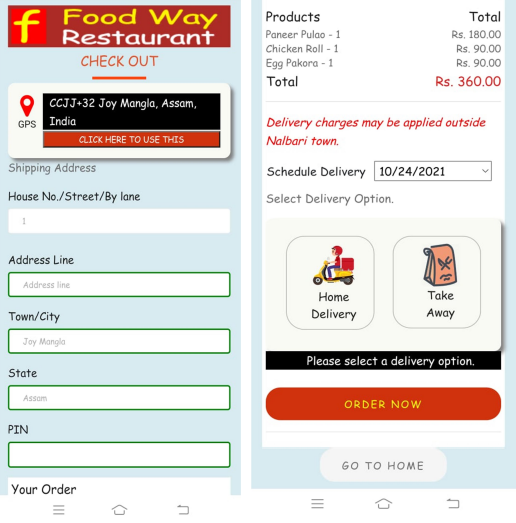 f Food Way
Restaurant
CHECK OUT
GPS
CCJJ+32 Joy Mangla, Assam,
India
CLICK HERE TO USE THIS
Shipping Address
House No./Street/By lane
1
Address Line
Address line
Town/City
Joy Mangla
State
Assam
PIN
Your Order
Products Total
Paneer Pulao - 1 Rs. 180.00
Chicken Roll - 1 Rs. 90.00
Egg Pakora - 1 Rs. 90.00
Total Rs. 360.00
Delivery charges may be applied outside
Nalbari town.
Schedule Delivery 10/24/2021
Select Delivery Option.
Home
Delivery
Take
Away
Please select a delivery option.
ORDER NOW
GO TO HOME